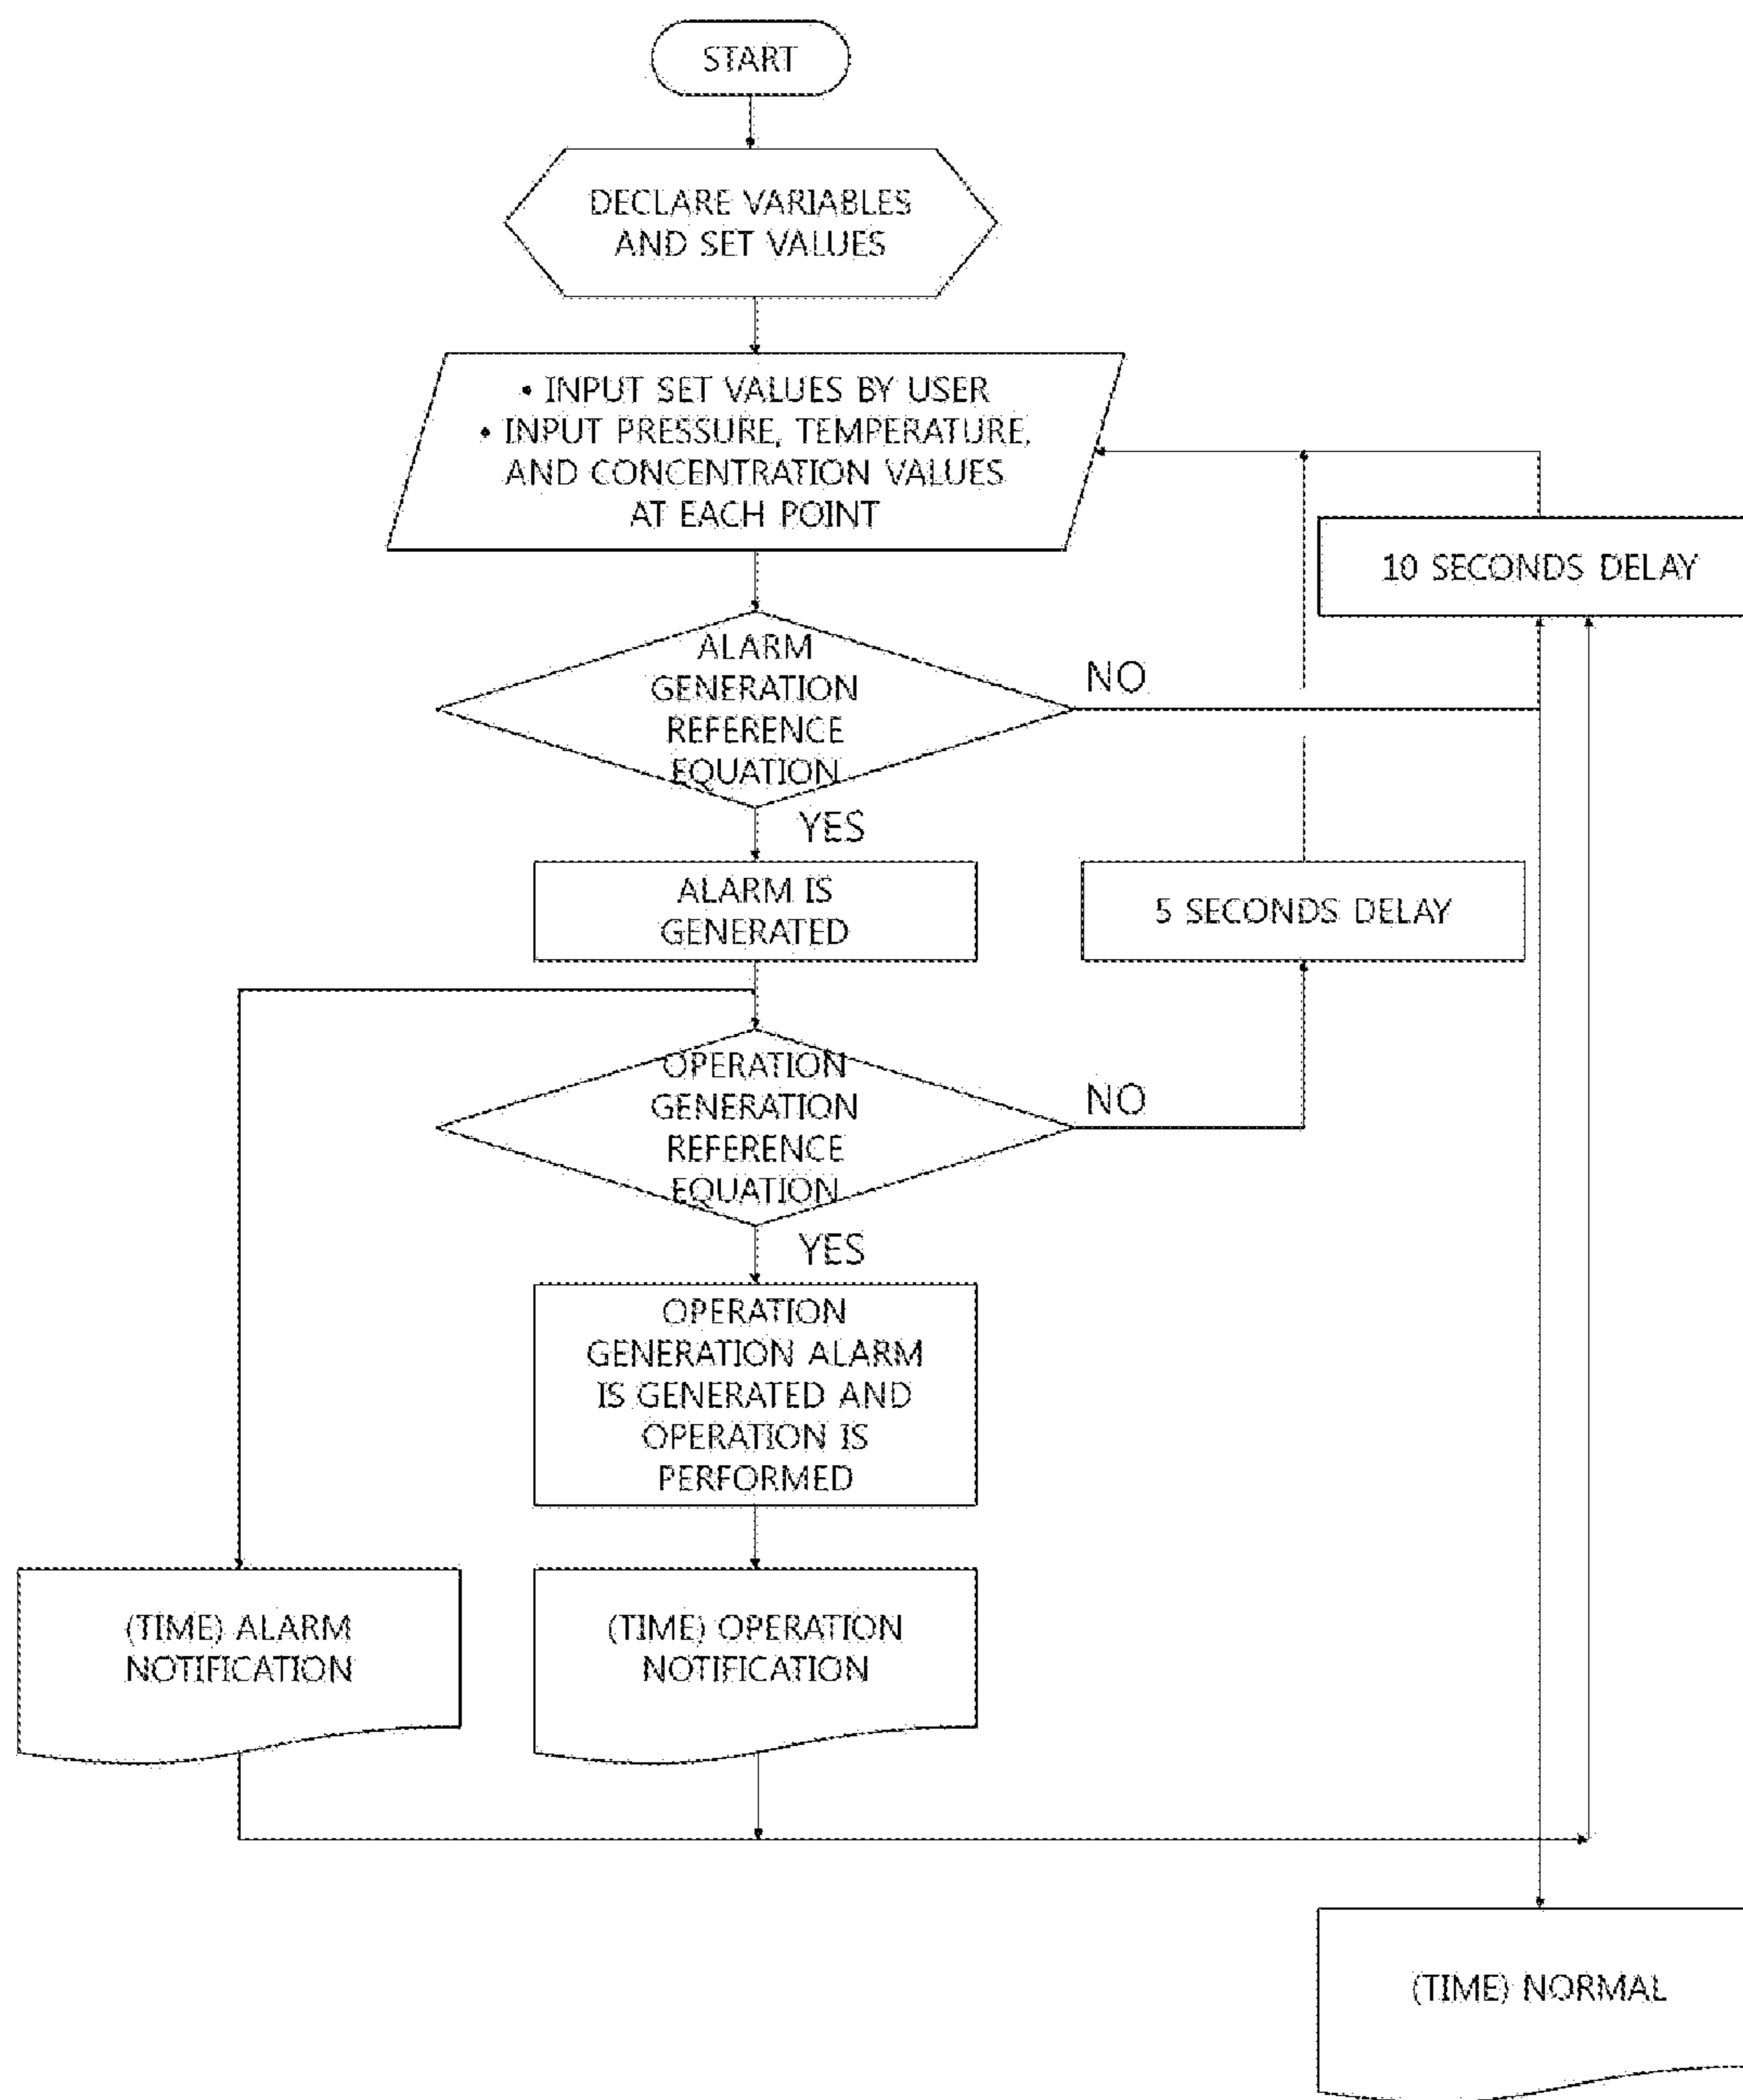 START
DECLARE VARIABLES
AND SET VALUES
• INPUT SET VALUES BY USER
• INPUT PRESSURE, TEMPERATURE,
AND CONCENTRATION VALUES
AT EACH POINT
10 SECONDS DELAY
ALARM
GENERATION
REFERENCE
EQUATION
NO
YES
ALARM IS
GENERATED
5 SECONDS DELAY
OPERATION
GENERATION
REFERENCE
EQUATION
NO
YES
OPERATION
GENERATION ALARM
IS GENERATED AND
OPERATION IS
PERFORMED
(TIME) ALARM
NOTIFICATION
(TIME) OPERATION
NOTIFICATION
(TIME) NORMAL